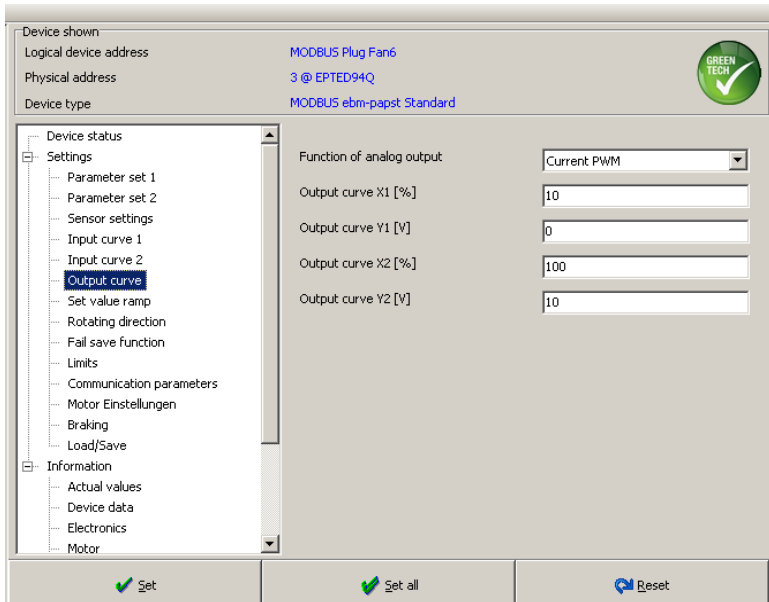 Device shown
Logical device address MODBUS Plug Fan6
Physical address 3 @ EPTED94Q
Device type MODBUS ebm-papst Standard
GREEN
TECH
Device status
Settings
Parameter set 1
Parameter set 2
Sensor settings
Input curve 1
Input curve 2
Output curve
Set value ramp
Rotating direction
Fail save function
Limits
Communication parameters
Motor Einstellungen
Braking
Load/Save
Information
Actual values
Device data
Electronics
Motor
Function of analog output Current PWM
Output curve X1 [%] 10
Output curve Y1 [V] 0
Output curve X2 [%] 100
Output curve Y2 [V] 10
Set Set all Reset